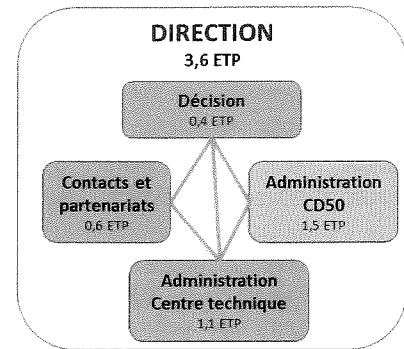 DIRECTION
3,6 ETP
Décision
0,4 ETP
Contacts et
partenariats
0,6 ETP
Administration
CD50
1,5 ETP
Administration
Centre technique
1,1 ETP